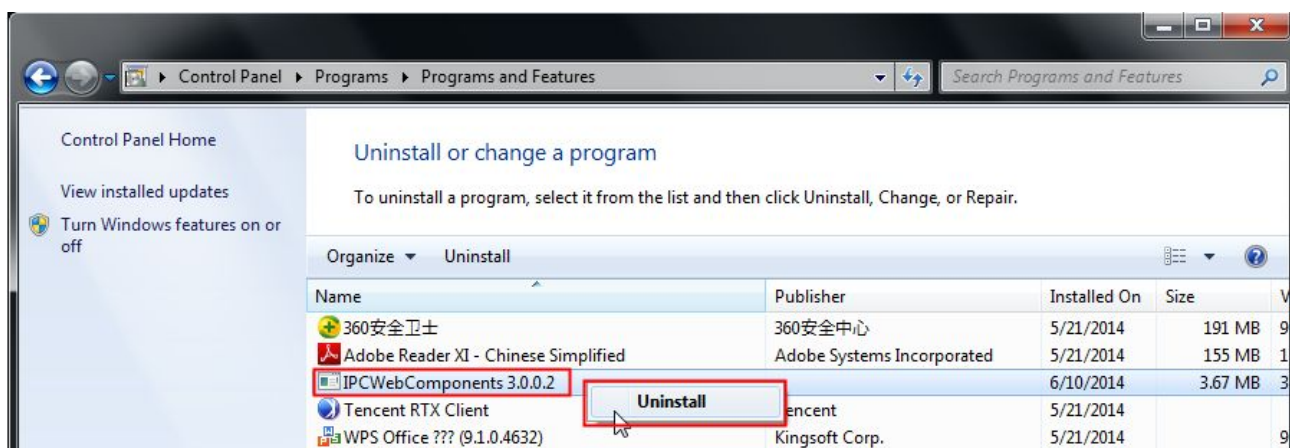 Control Panel ▸ Programs ▸ Programs and Features
Search Programs and Features
Control Panel Home
View installed updates
Turn Windows features on or
off
Uninstall or change a program
To uninstall a program, select it from the list and then click Uninstall, Change, or Repair.
Organize Uninstall
Name Publisher Installed On Size V
360安全卫士 360安全中心 5/21/2014 191 MB 9
Adobe Reader XI - Chinese Simplified Adobe Systems Incorporated 5/21/2014 155 MB 1
IPCWebComponents 3.0.0.2 6/10/2014 3.67 MB 3
Uninstall
Tencent RTX Client encent 5/21/2014
WPS Office ??? (9.1.0.4632) Kingsoft Corp. 5/21/2014 9